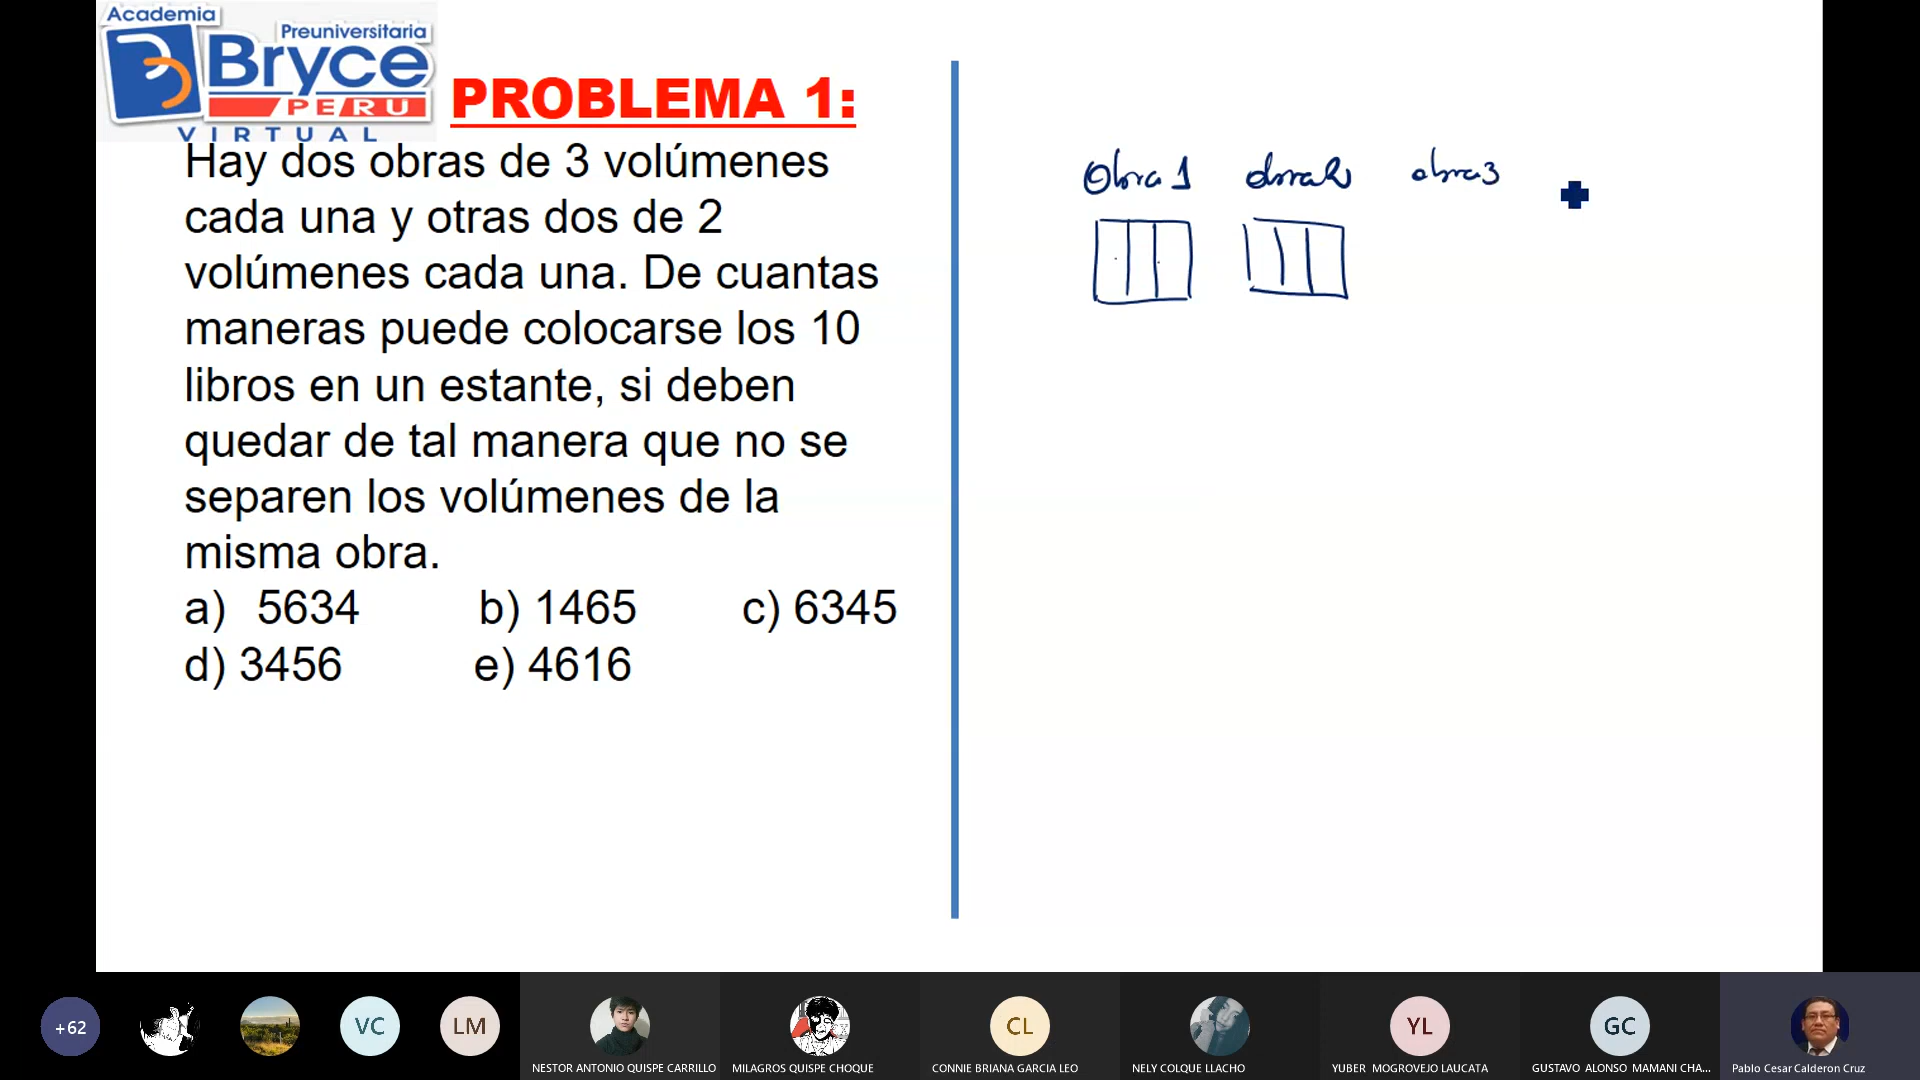 Academia
Preuniversitaria
Bryce
PERU
VIRTUAL
PROBLEMA 1:
Hay dos obras de 3 volúmenes
cada una y otras dos de 2
volúmenes cada una. De cuantas
maneras puede colocarse los 10
libros en un estante, si deben
quedar de tal manera que no se
separen los volúmenes de la
misma obra.
a) 5634 b) 1465 c) 6345
d) 3456 e) 4616
Obra 1 obra2 obra3
+62
VC
LM
CL
YL
GC
NESTOR ANTONIO QUISPE CARRILLO
MILAGROS QUISPE CHOQUE
CONNIE BRIANA GARCIA LEO
NELY COLQUE LLACHO
YUBER MOGROVEJO LAUCATA
GUSTAVO ALONSO MAMANI CHA...
Pablo Cesar Calderon Cruz